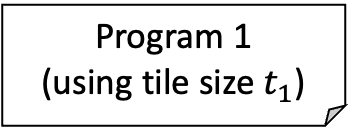 Program 1
(using tile size t₁)